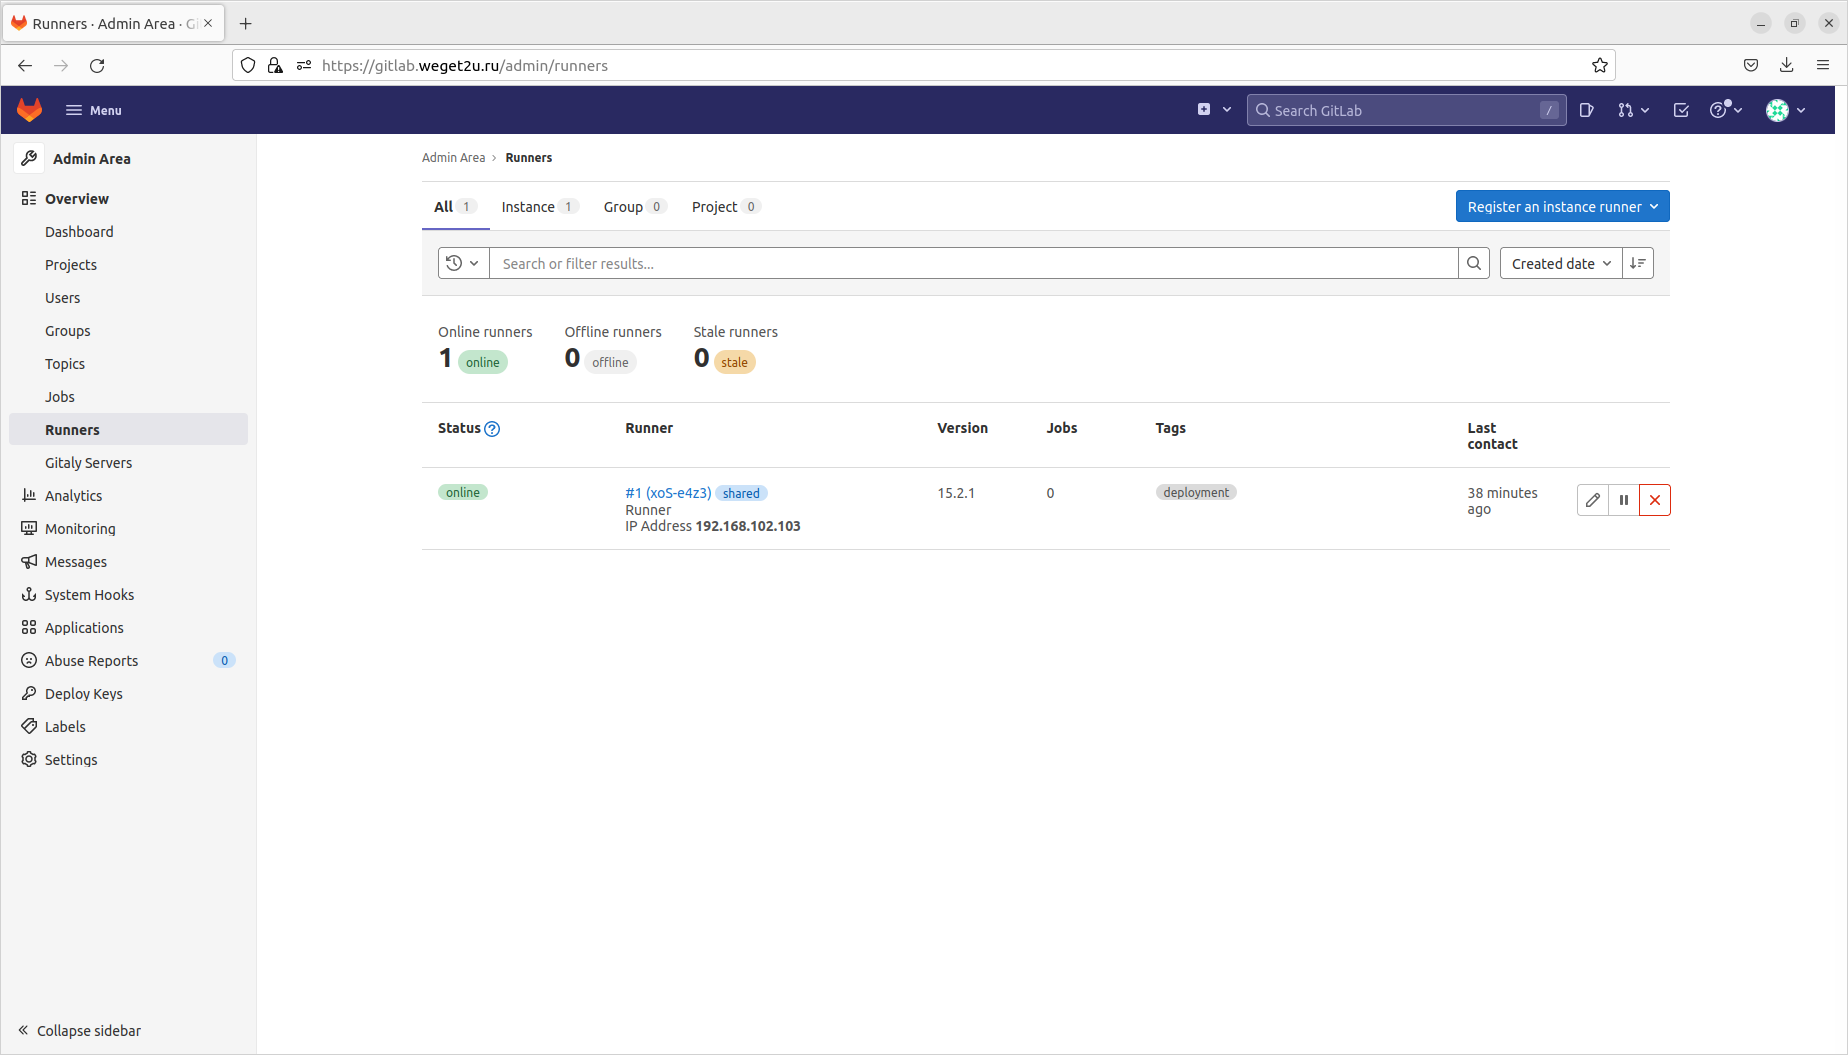 Runners · Admin Area · G
https://gitlab.weget2u.ru/admin/runners
Menu
Search GitLab /
Admin Area
Overview
Dashboard
Projects
Users
Groups
Topics
Jobs
Runners
Gitaly Servers
Analytics
Monitoring
Messages
System Hooks
Applications
Abuse Reports 0
Deploy Keys
Labels
Settings
Collapse sidebar
Admin Area › Runners
All 1 Instance 1 Group 0 Project 0
Register an instance runner
Search or filter results...
Created date
Online runners Offline runners Stale runners
1 online 0 offline 0 stale
Status Runner Version Jobs Tags Last contact
online #1 (xoS-e4z3) shared 15.2.1 0 deployment 38 minutes ago
Runner
IP Address 192.168.102.103